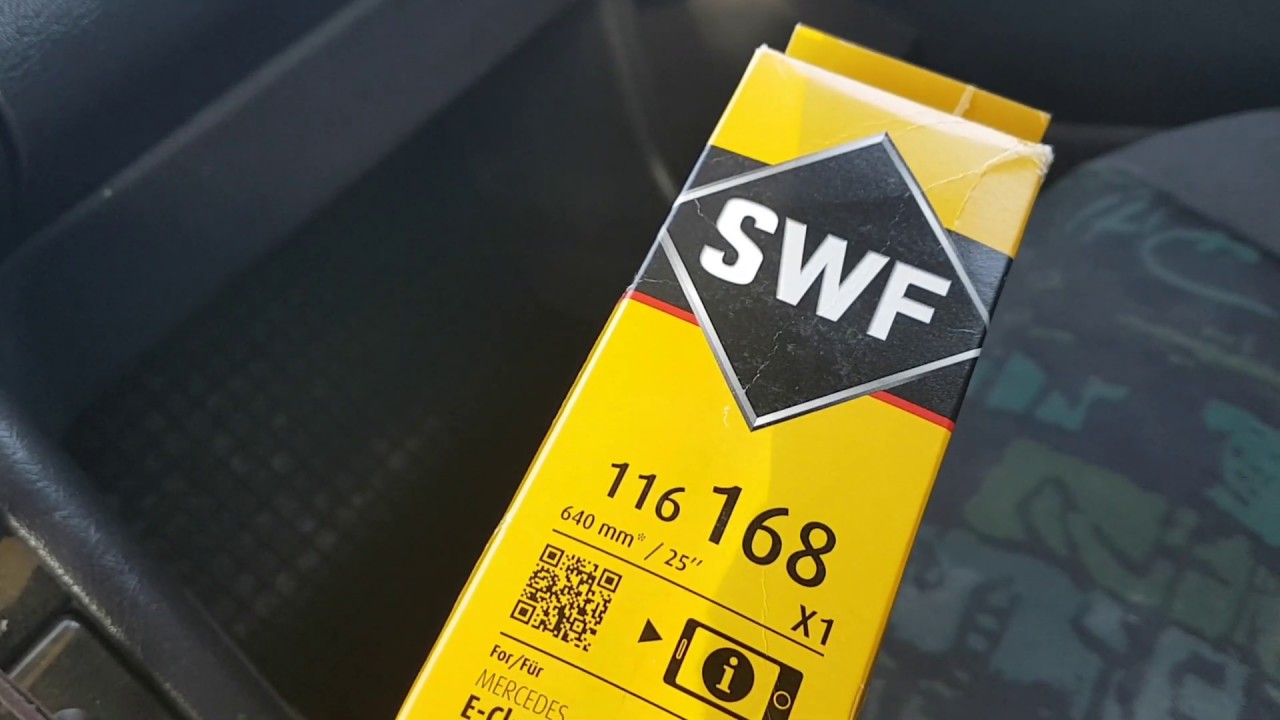 SWF
116 168
640 mm* / 25''
X1
i
For/Für
MERCEDES